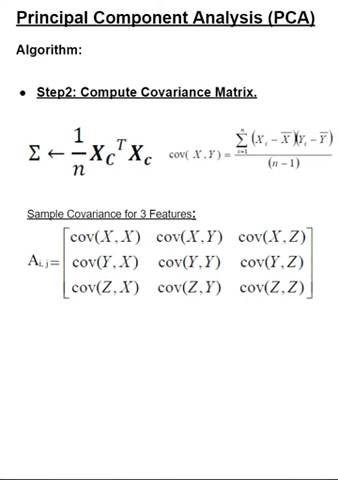 Principal Component Analysis (PCA)
Algorithm:
• Step2: Compute Covariance Matrix.
Σ ← 1/n X_C^T X_c cov( X , Y ) = Σ_{i=1}^{n} (X_i − X̄)(Y_i − Ȳ) / (n − 1)
Sample Covariance for 3 Features:
A_{i,j} = [cov(X, X) cov(X, Y) cov(X, Z)
cov(Y, X) cov(Y, Y) cov(Y, Z)
cov(Z, X) cov(Z, Y) cov(Z, Z)]